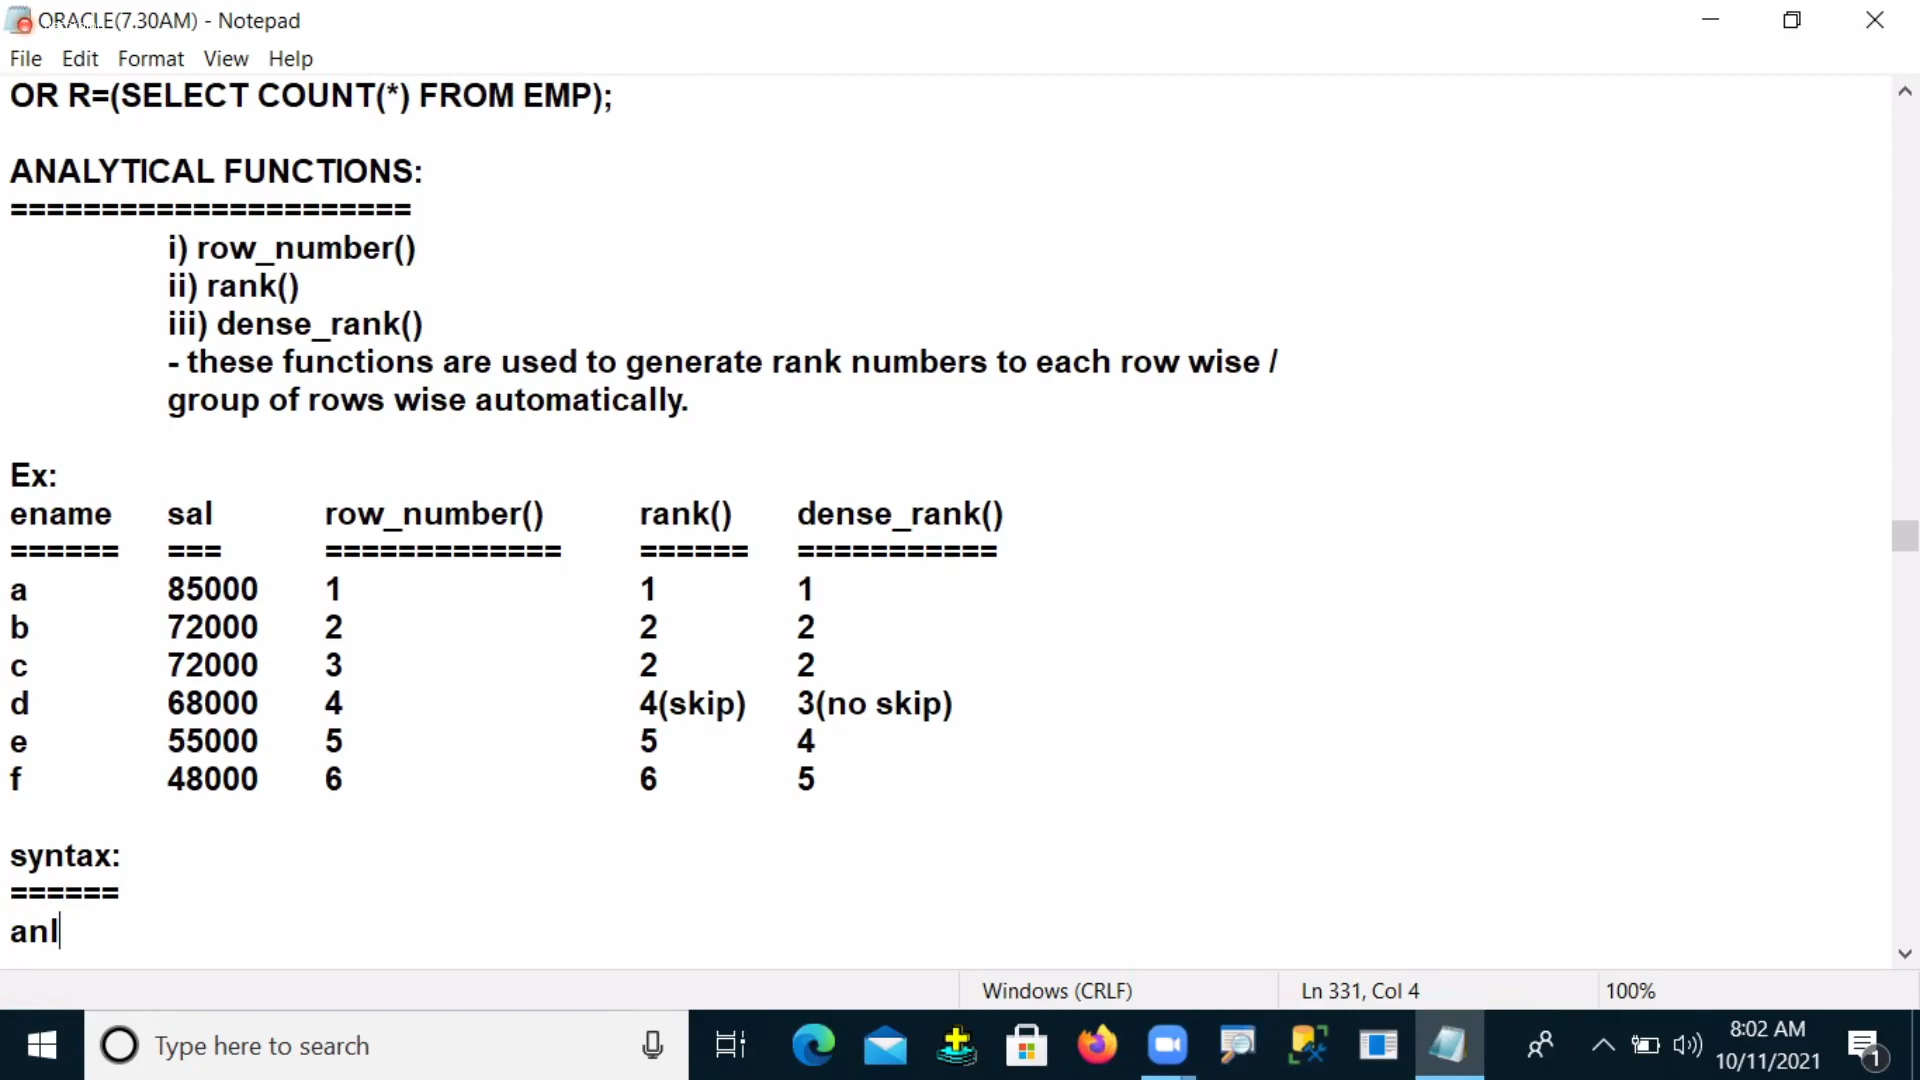 ORACLE(7.30AM) - Notepad
File Edit Format View Help
OR R=(SELECT COUNT(*) FROM EMP);
ANALYTICAL FUNCTIONS:
======================
i) row_number()
ii) rank()
iii) dense_rank()
- these functions are used to generate rank numbers to each row wise /
group of rows wise automatically.
Ex:
ename sal row_number() rank() dense_rank()
====== === ============= ====== ===========
a 85000 1 1 1
b 72000 2 2 2
c 72000 3 2 2
d 68000 4 4(skip) 3(no skip)
e 55000 5 5 4
f 48000 6 6 5
syntax:
======
anl
Windows (CRLF) Ln 331, Col 4 100%
Type here to search
8:02 AM
10/11/2021
1